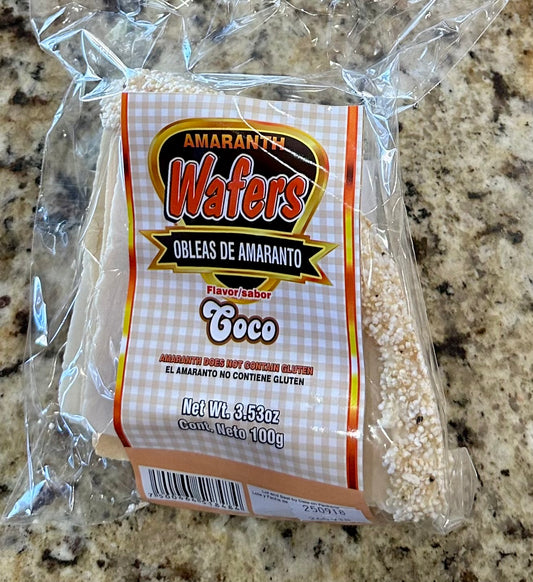 AMARANTH
Wafers
OBLEAS DE AMARANTO
Flavor/sabor
Coco
AMARANTH DOES NOT CONTAIN GLUTEN
EL AMARANTO NO CONTIENE GLUTEN
Net Wt. 3.53oz
Cont. Neto 100g
250918